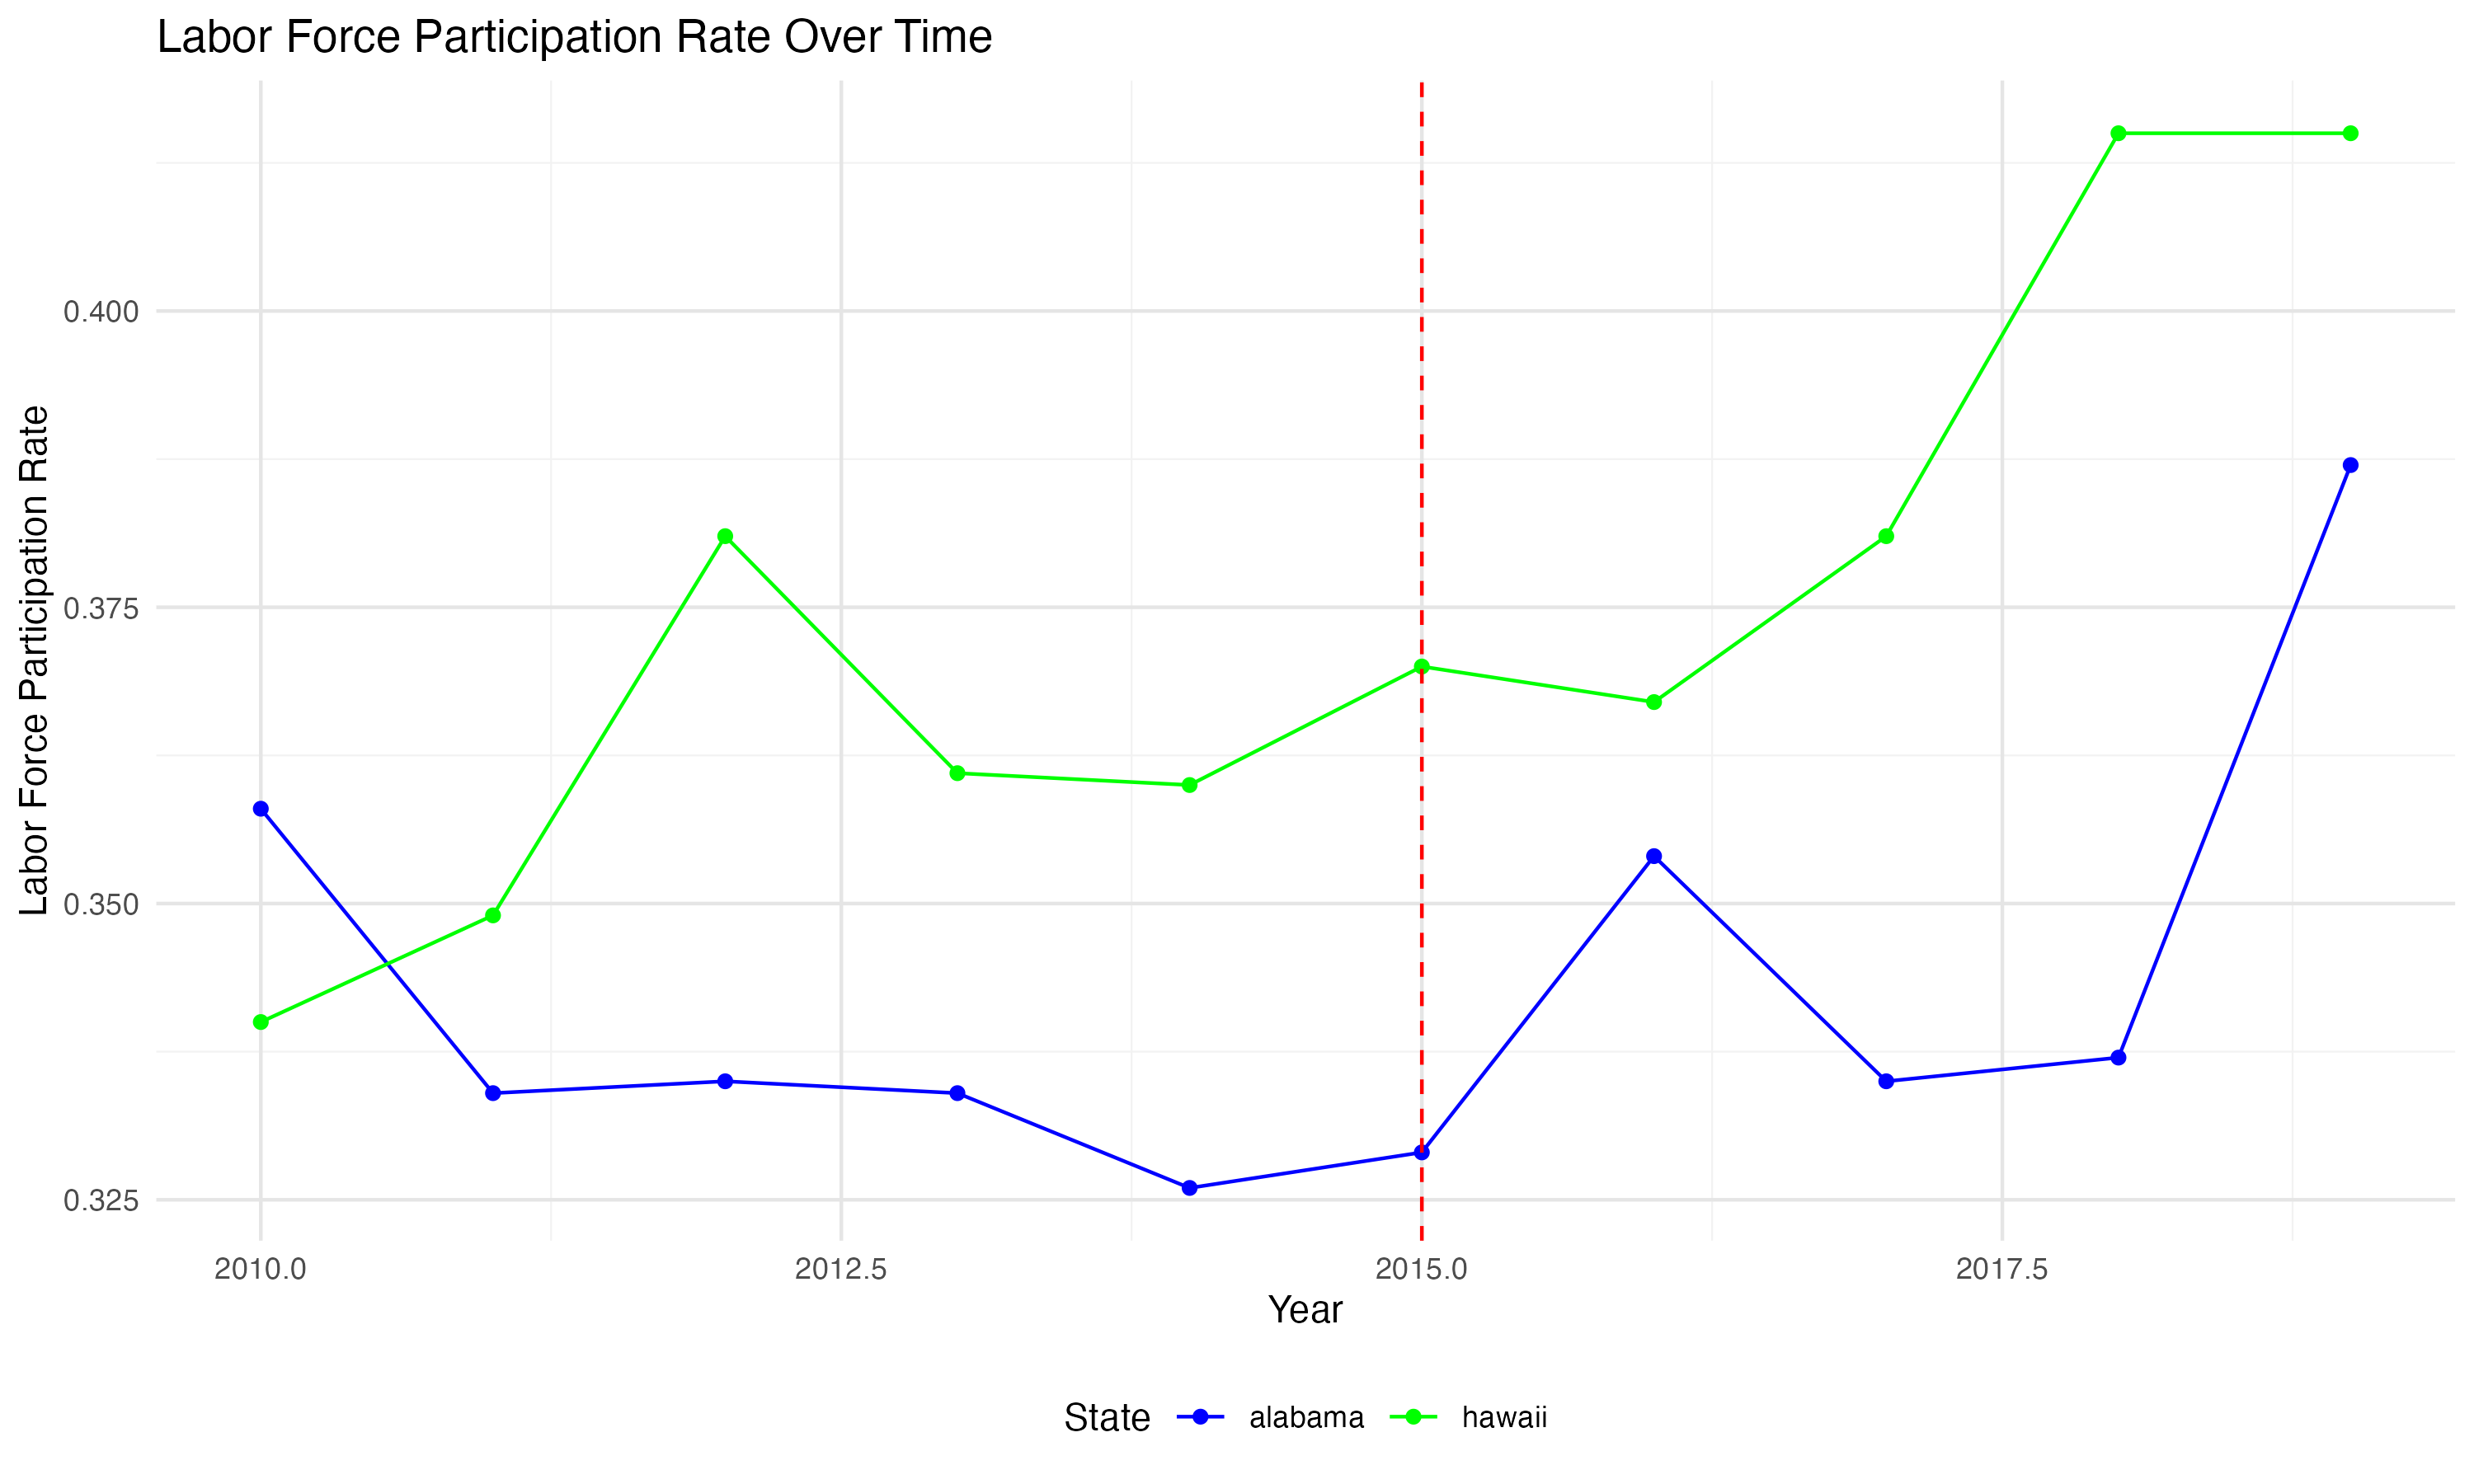 Labor Force Participation Rate Over Time
Labor Force Participation Rate
0.400
0.375
0.350
0.325
2010.0 2012.5 2015.0 2017.5
Year
State alabama hawaii